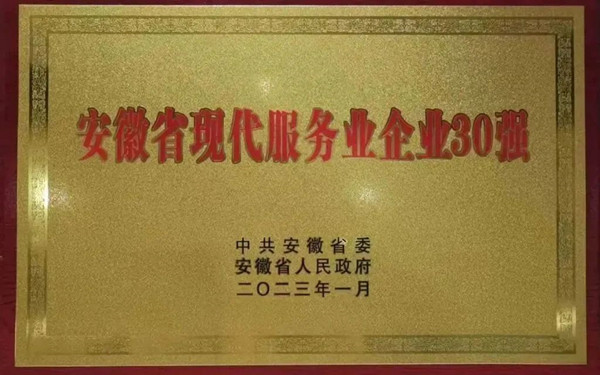 安徽省现代服务业企业30强
中共安徽省委
安徽省人民政府
二〇二三年一月